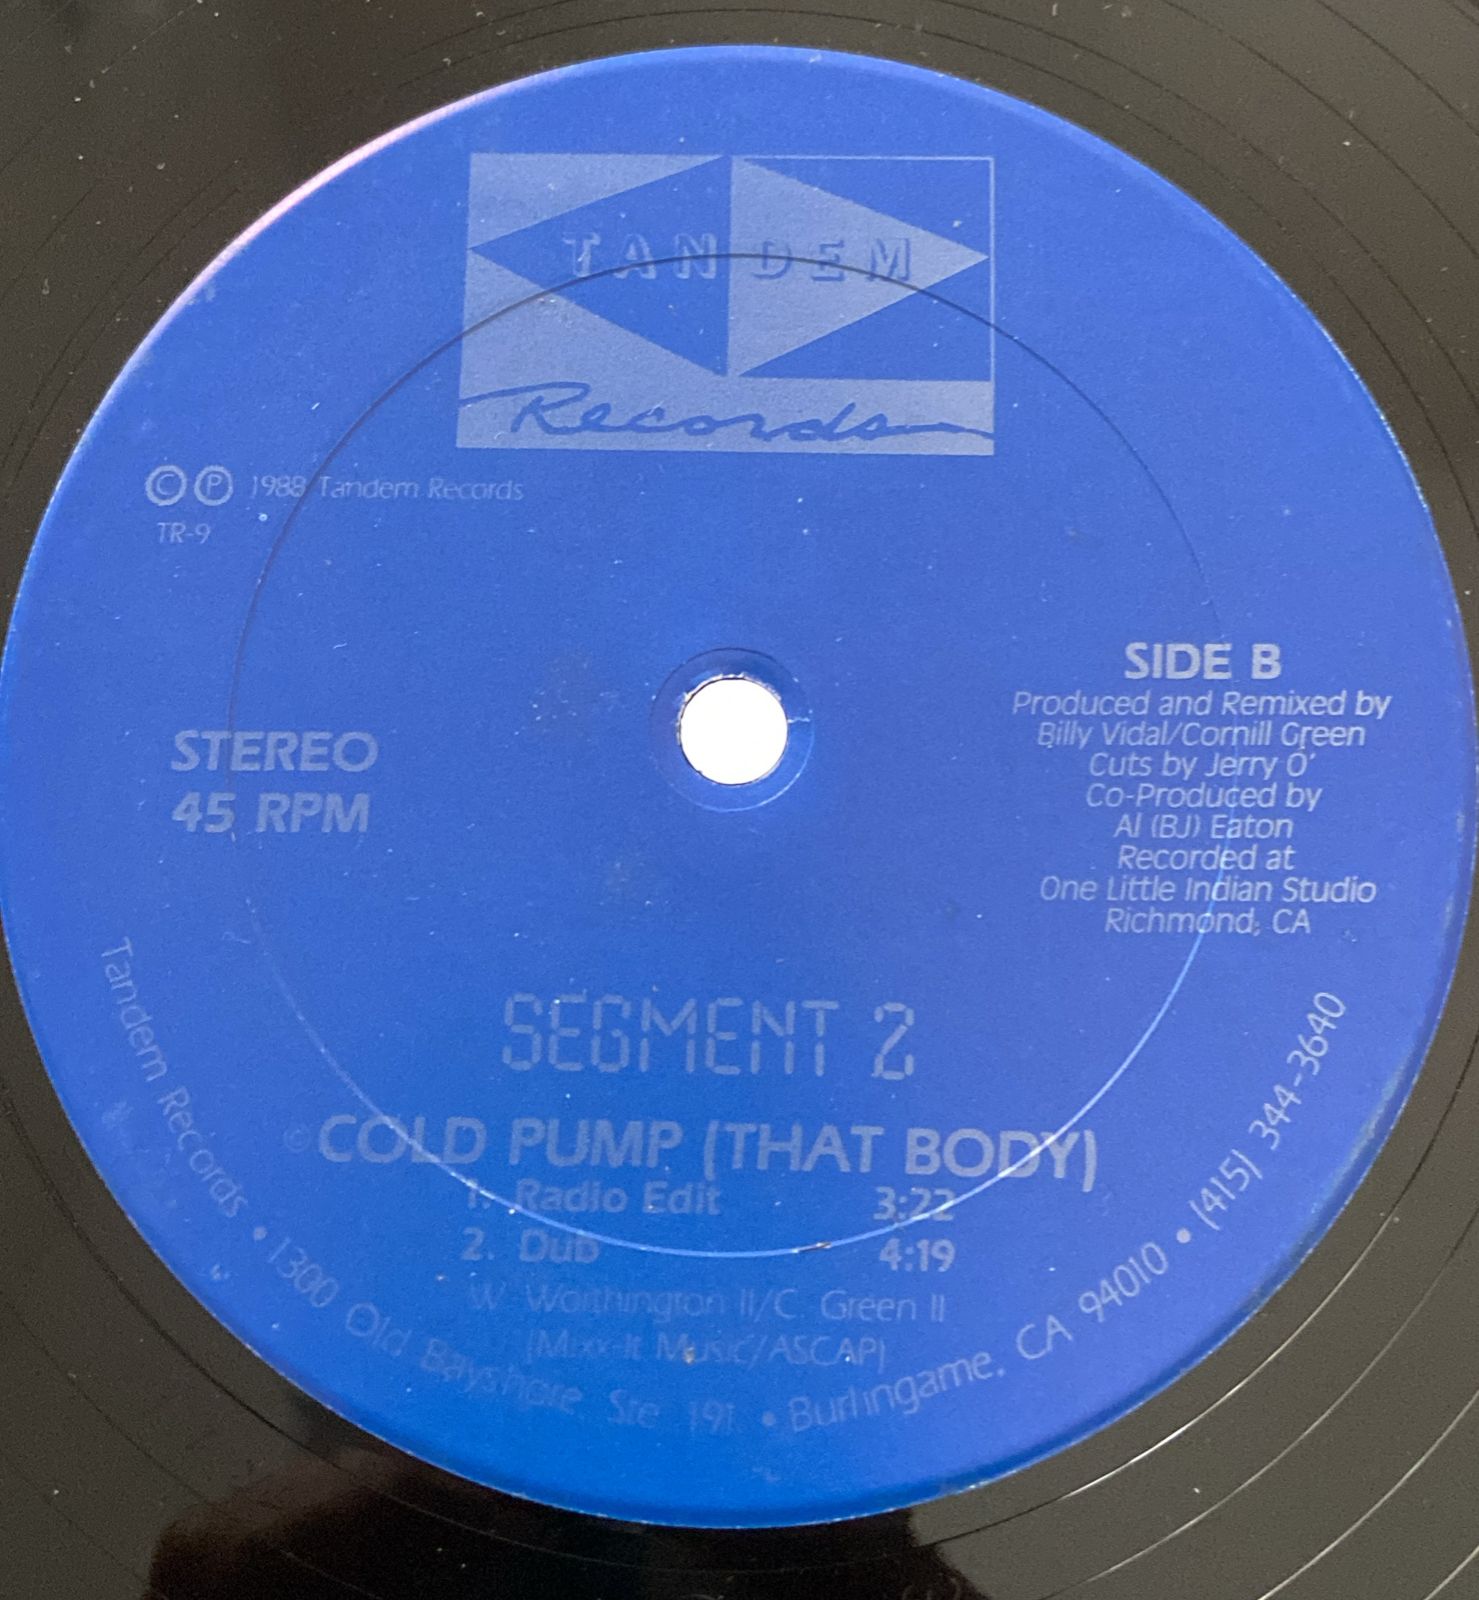 TANDEM
Records
© ℗ 1988 Tandem Records
TR-9
SIDE B
Produced and Remixed by
Billy Vidal/Cornill Green
Cuts by Jerry O'
Co-Produced by
Al (BJ) Eaton
Recorded at
One Little Indian Studio
Richmond, CA
STEREO
45 RPM
SEGMENT 2
COLD PUMP (THAT BODY)
1. Radio Edit 3:22
2. Dub 4:19
W. Worthington II/C. Green II
(Mixx-It Music/ASCAP)
Tandem Records • 1300 Old Bayshore, Ste 191 • Burlingame, CA 94010 • (415) 344-3640